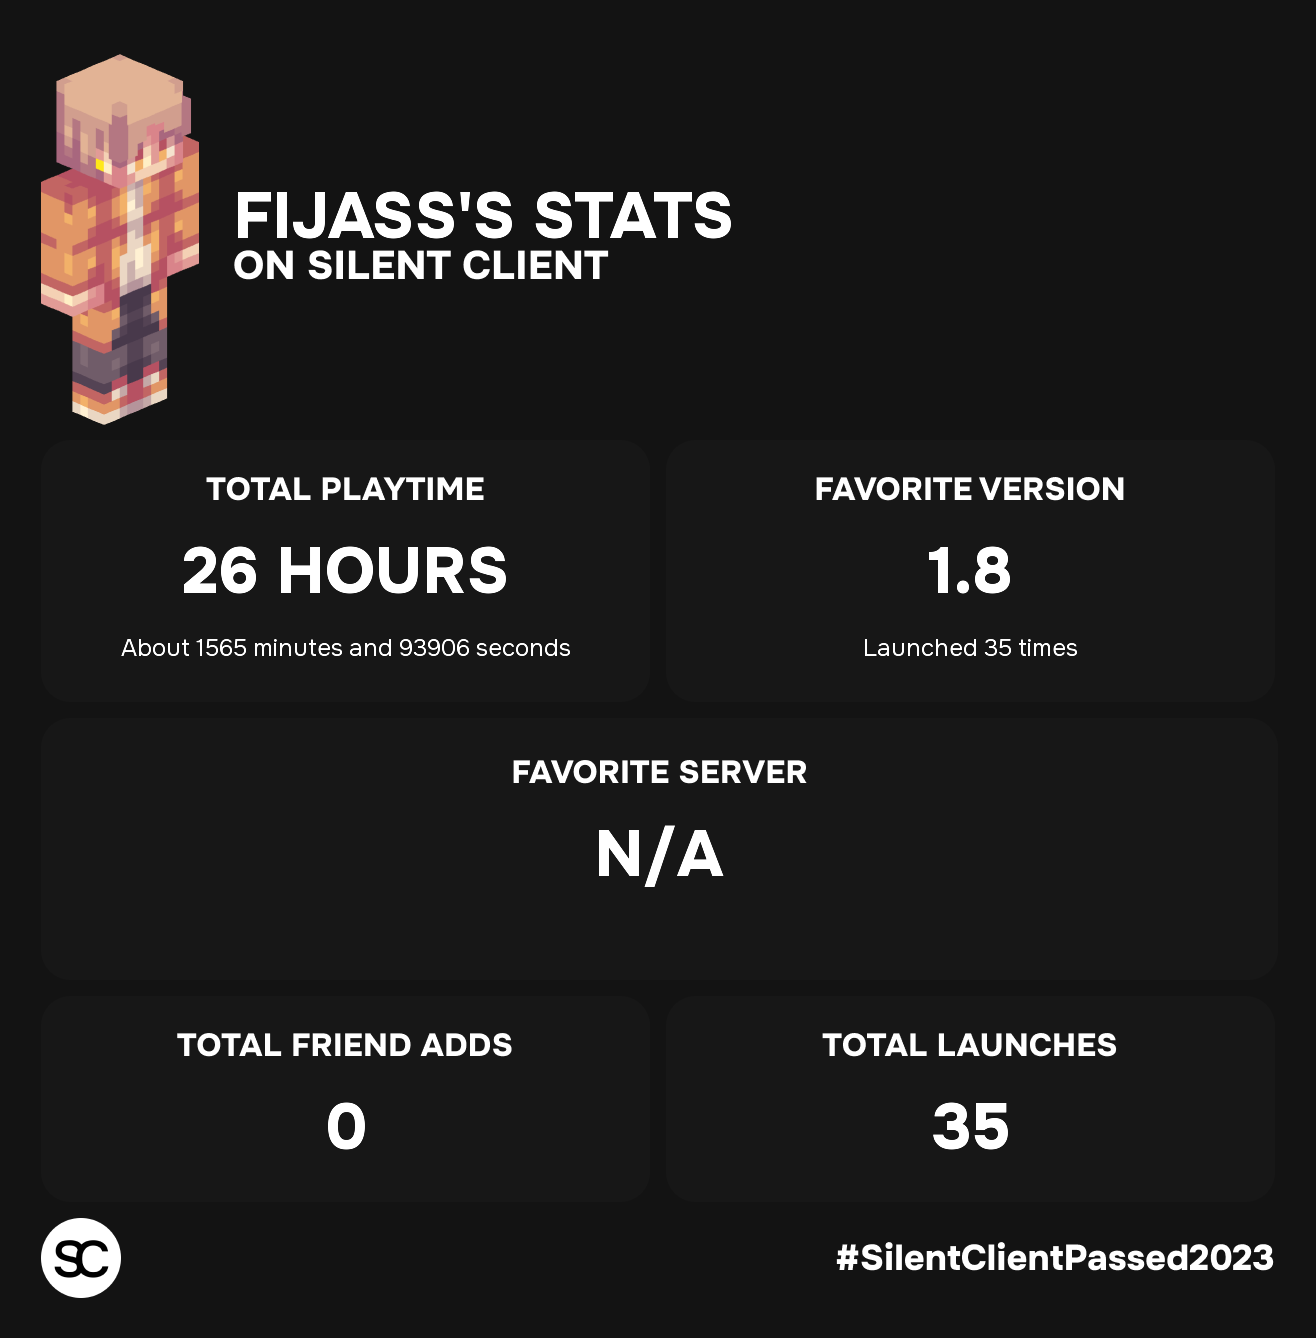 FIJASS'S STATS
ON SILENT CLIENT
TOTAL PLAYTIME
26 HOURS
About 1565 minutes and 93906 seconds
FAVORITE VERSION
1.8
Launched 35 times
FAVORITE SERVER
N/A
TOTAL FRIEND ADDS
0
TOTAL LAUNCHES
35
SC
#SilentClientPassed2023